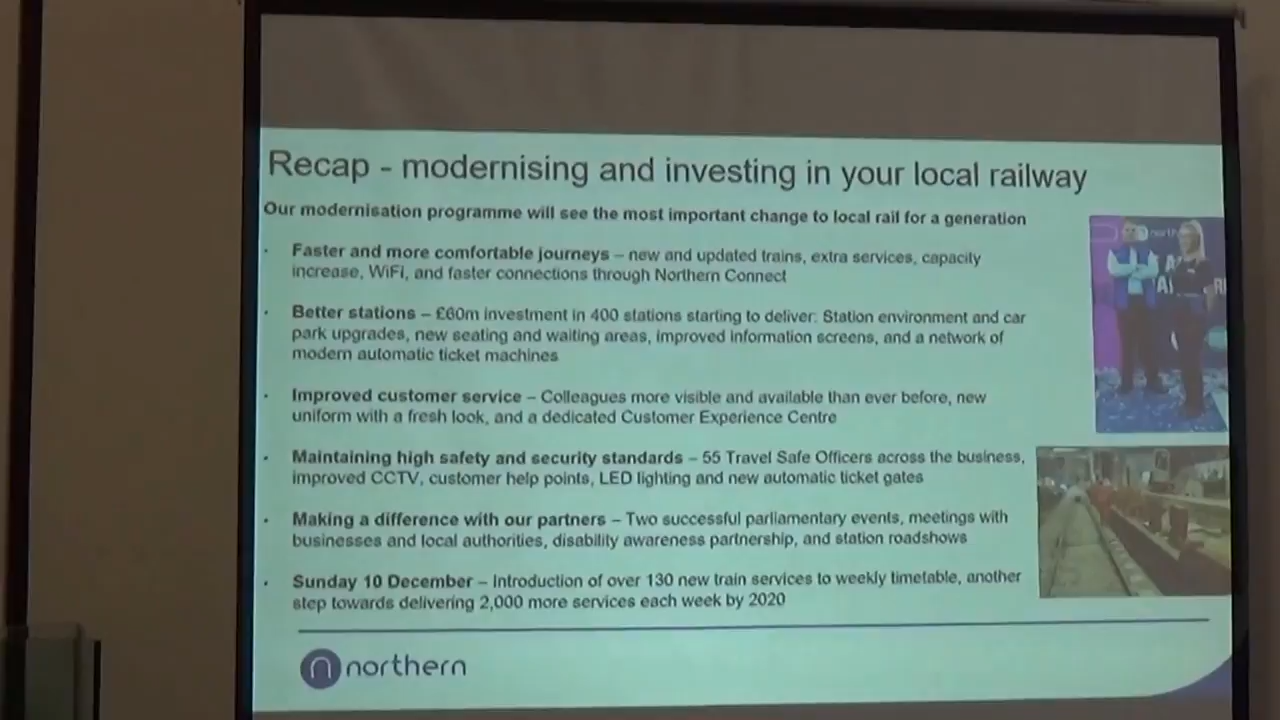 Recap - modernising and investing in your local railway
Our modernisation programme will see the most important change to local rail for a generation
· Faster and more comfortable journeys – new and updated trains, extra services, capacity
increase, WiFi, and faster connections through Northern Connect
· Better stations – £60m investment in 400 stations starting to deliver: Station environment and car
park upgrades, new seating and waiting areas, improved information screens, and a network of
modern automatic ticket machines
· Improved customer service – Colleagues more visible and available than ever before, new
uniform with a fresh look, and a dedicated Customer Experience Centre
· Maintaining high safety and security standards – 55 Travel Safe Officers across the business,
improved CCTV, customer help points, LED lighting and new automatic ticket gates
· Making a difference with our partners – Two successful parliamentary events, meetings with
businesses and local authorities, disability awareness partnership, and station roadshows
· Sunday 10 December – Introduction of over 130 new train services to weekly timetable, another
step towards delivering 2,000 more services each week by 2020
n northern